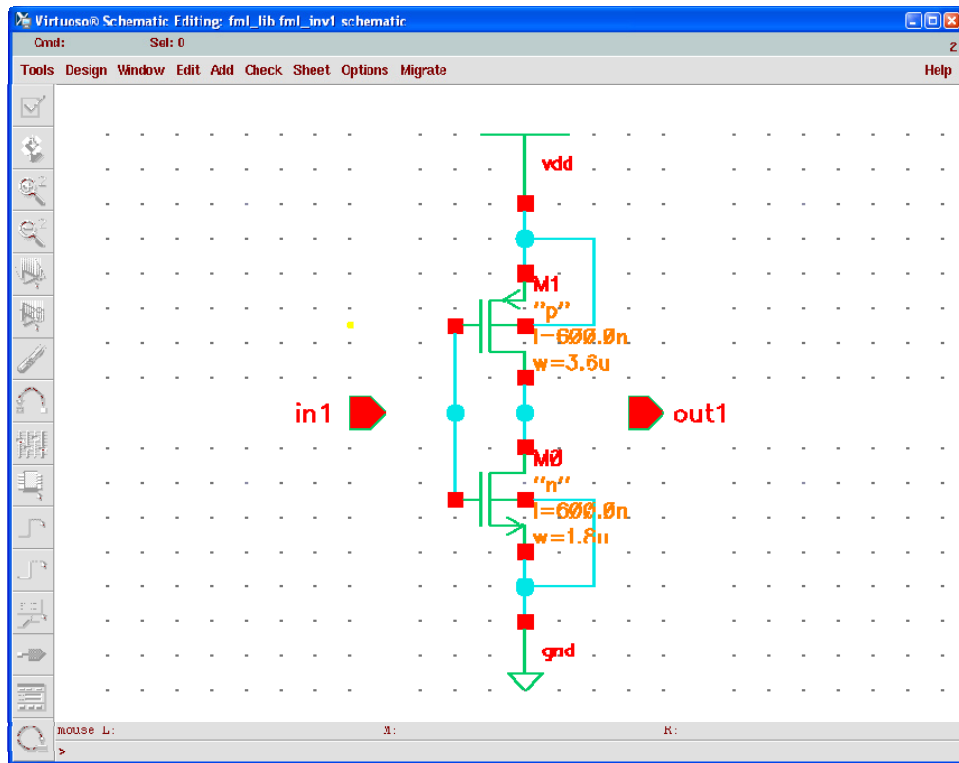 Virtuoso® Schematic Editing: fml_lib fml_inv1 schematic
Cmd: Sel: 0
2
Tools Design Window Edit Add Check Sheet Options Migrate Help
vdd
M1
"p"
l=600.0n
w=3.6u
in1
out1
M0
"n"
l=600.0n
w=1.8u
gnd
mouse L: M: R:
>